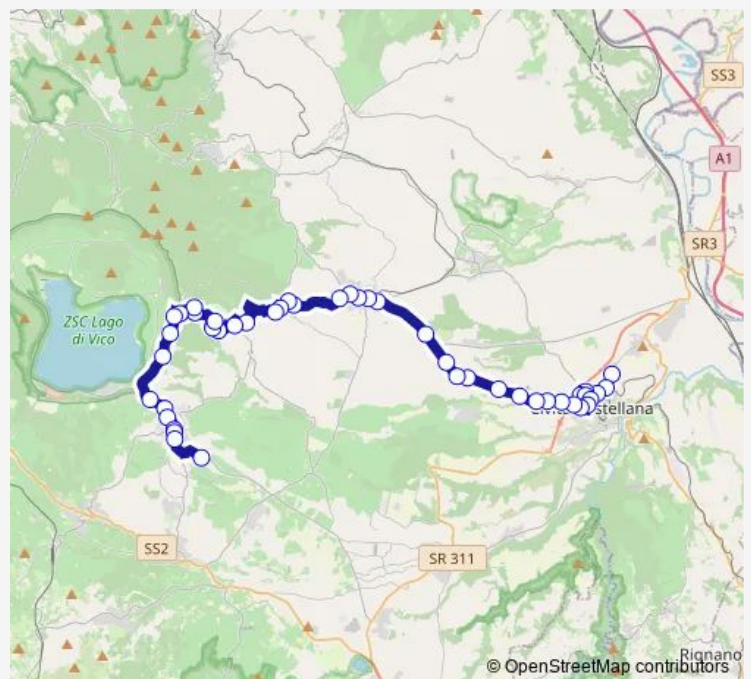 SS3
A1
SR3
ZSC Lago
di Vico
SS2
SR 311
Rignano
© OpenStreetMap contributors